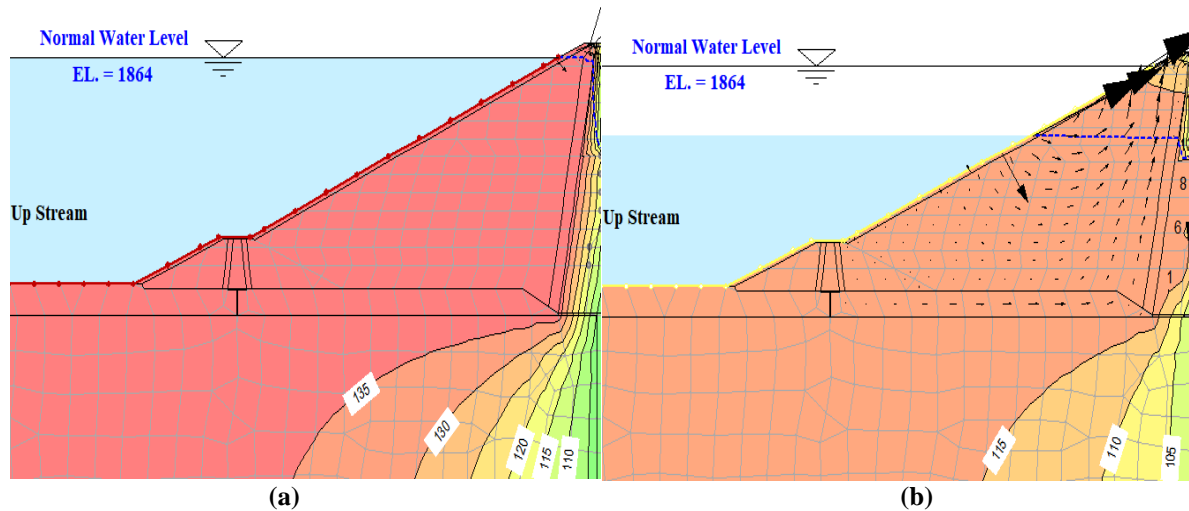 Normal Water Level
EL. = 1864
Up Stream
135
130
120
115
110
(a)
Normal Water Level
EL. = 1864
Up Stream
8
6
1
115
110
105
(b)